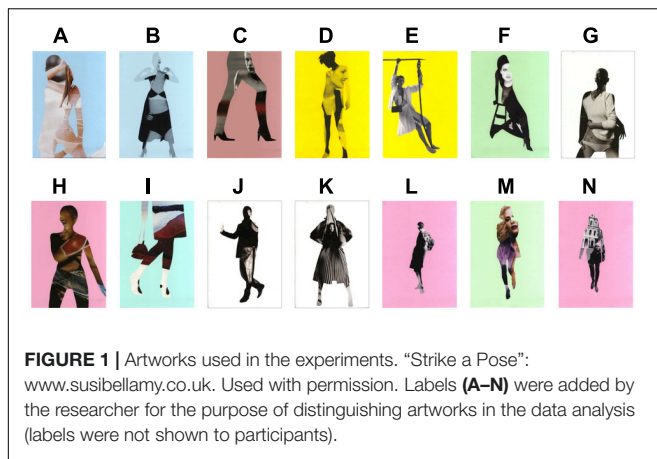 A B C D E F G
H I J K L M N
FIGURE 1 | Artworks used in the experiments. “Strike a Pose”:
www.susibellamy.co.uk. Used with permission. Labels (A–N) were added by
the researcher for the purpose of distinguishing artworks in the data analysis
(labels were not shown to participants).